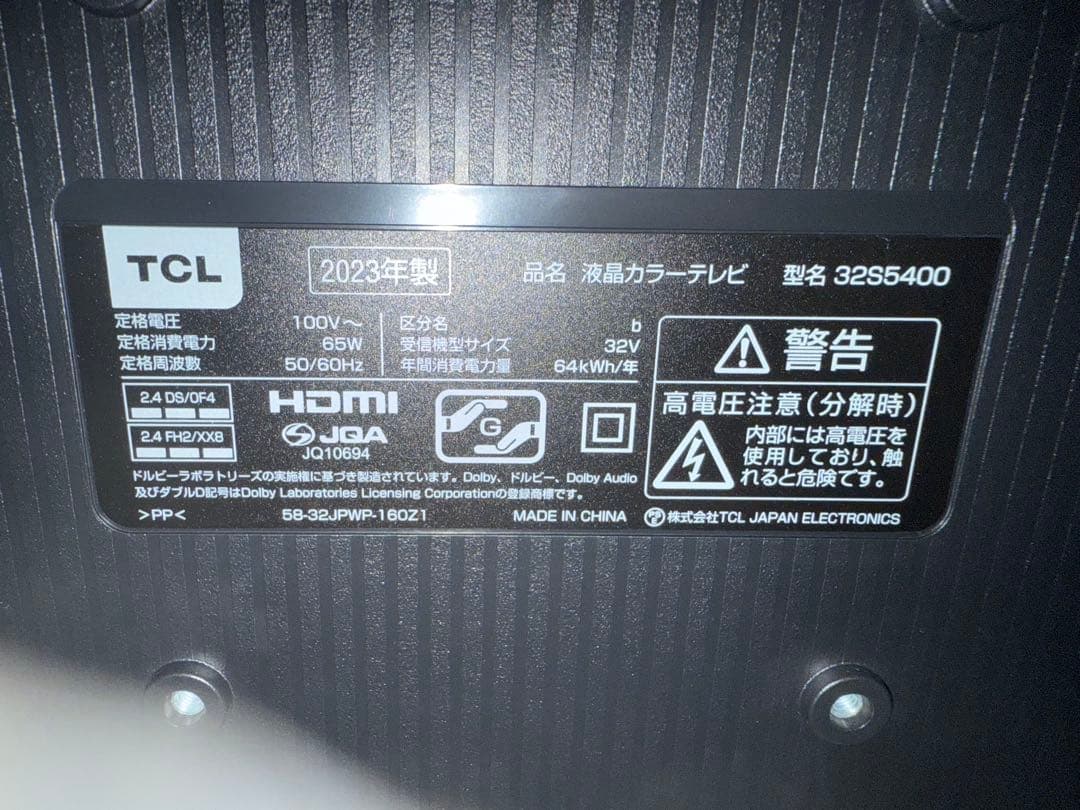 TCL
2023年製
品名 液晶カラーテレビ 型名 32S5400
定格電圧 100V～
定格消費電力 65W
定格周波数 50/60Hz
区分名 b
受信機型サイズ 32V
年間消費電力量 64kWh/年
2.4 DS/OF4
2.4 FH2/XX8
HDMI
JQA
JQ10694
G
警告
高電圧注意(分解時)
内部には高電圧を
使用しており、触
れると危険です。
ドルビーラボラトリーズの実施権に基づき製造されています。Dolby、ドルビー、Dolby Audio
及びダブルD記号はDolby Laboratories Licensing Corporationの登録商標です。
>PP< 58-32JPWP-160Z1 MADE IN CHINA PSE 株式会社TCL JAPAN ELECTRONICS